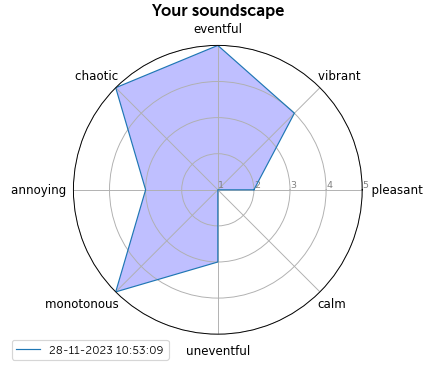 Your soundscape
eventful
chaotic
vibrant
annoying
1
2
3
4
5
pleasant
monotonous
calm
uneventful
28-11-2023 10:53:09